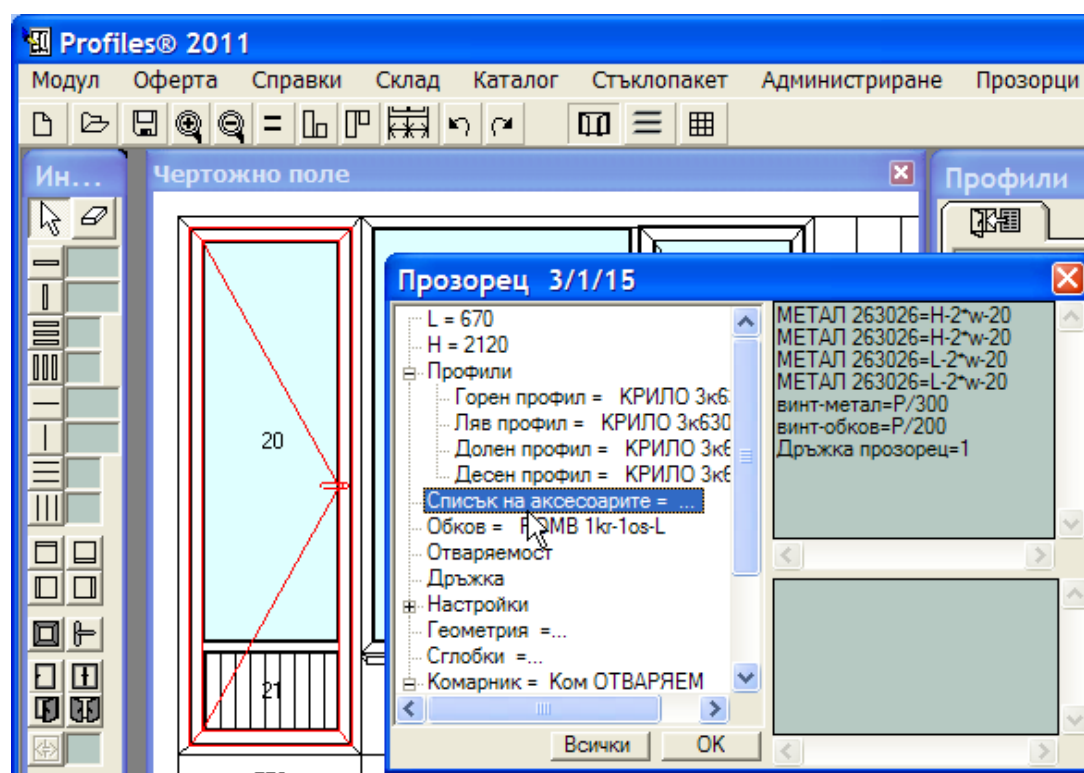 Profiles® 2011
Модул Оферта Справки Склад Каталог Стъклопакет Администриране Прозорци
Ин...
Чертожно поле
Профили
20
21
Прозорец 3/1/15
L = 670
H = 2120
Профили
Горен профил = КРИЛО 3к6
Ляв профил = КРИЛО 3к630
Долен профил = КРИЛО 3к6
Десен профил = КРИЛО 3к6
Списък на аксесоарите = ...
Обков = ROMB 1kr-1os-L
Отваряемост
Дръжка
Настройки
Геометрия =...
Сглобки =...
Комарник = Ком ОТВАРЯЕМ
МЕТАЛ 263026=H-2*w-20
МЕТАЛ 263026=H-2*w-20
МЕТАЛ 263026=L-2*w-20
МЕТАЛ 263026=L-2*w-20
винт-метал=P/300
винт-обков=P/200
Дръжка прозорец=1
Всички
OK